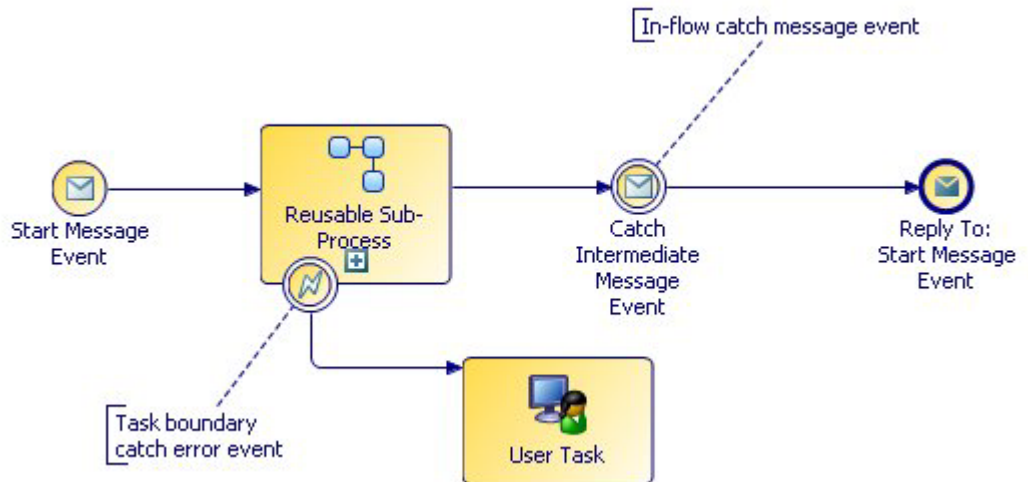 In-flow catch message event
Start Message
Event
Reusable Sub-
Process
Catch
Intermediate
Message
Event
Reply To:
Start Message
Event
Task boundary
catch error event
User Task